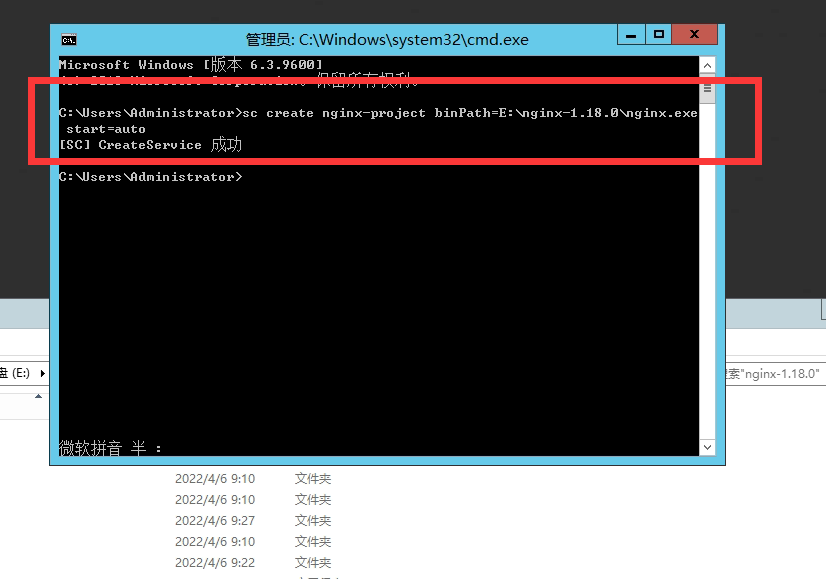 管理员: C:\Windows\system32\cmd.exe
Microsoft Windows [版本 6.3.9600]
保留所有权利。
C:\Users\Administrator>sc create nginx-project binPath=E:\nginx-1.18.0\nginx.exe
start=auto
[SC] CreateService 成功
C:\Users\Administrator>
盘 (E:)
索"nginx-1.18.0"
微软拼音 半 :
2022/4/6 9:10 文件夹
2022/4/6 9:10 文件夹
2022/4/6 9:27 文件夹
2022/4/6 9:10 文件夹
2022/4/6 9:22 文件夹